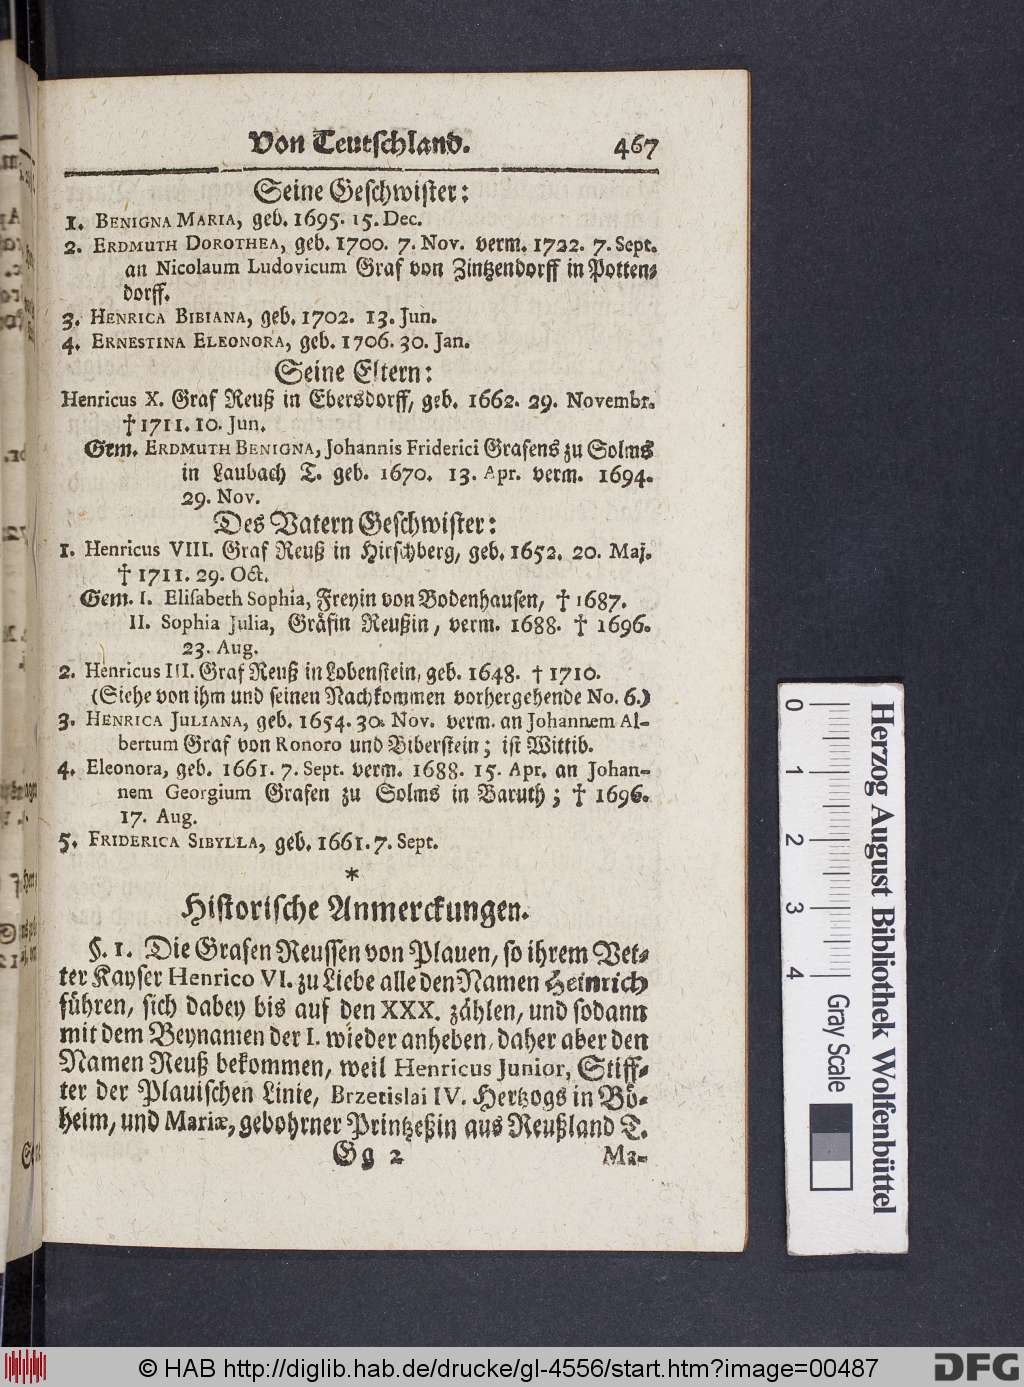 Von Teutschland. 467
Seine Geschwister:
1. BENIGNA MARIA, geb. 1695. 15. Dec.
2. ERDMUTH DOROTHEA, geb. 1700. 7. Nov. verm. 1722. 7. Sept.
an Nicolaum Ludovicum Graf von Zintzendorff in Potten-
dorff.
3. HENRICA BIBIANA, geb. 1702. 13. Jun.
4. ERNESTINA ELEONORA, geb. 1706. 30. Jan.
Seine Eltern:
Henricus X. Graf Reuß in Ebersdorff, geb. 1662. 29. Novembr.
† 1711. 10. Jun.
Gem. ERDMUTH BENIGNA, Johannis Friderici Grafens zu Solms
in Laubach T. geb. 1670. 13. Apr. verm. 1694.
29. Nov.
Des Vatern Geschwister:
1. Henricus VIII. Graf Reuß in Hirschberg, geb. 1652. 20. Maj.
† 1711. 29. Oct.
Gem. I. Elisabeth Sophia, Freyin von Bodenhausen, † 1687.
II. Sophia Julia, Gräfin Reußin, verm. 1688. † 1696.
23. Aug.
2. Henricus III. Graf Reuß in Lobenstein, geb. 1648. † 1710.
(Siehe von ihm und seinen Nachkommen vorhergehende No. 6.)
3. HENRICA JULIANA, geb. 1654. 30. Nov. verm. an Johannem Al-
bertum Graf von Ronoro und Biberstein; ist Wittib.
4. Eleonora, geb. 1661. 7. Sept. verm. 1688. 15. Apr. an Johan-
nem Georgium Grafen zu Solms in Baruth; † 1696.
17. Aug.
5. FRIDERICA SIBYLLA, geb. 1661. 7. Sept.
*
Historische Anmerckungen.
§. 1. Die Grafen Reussen von Plauen, so ihrem Vet-
ter Kayser Henrico VI. zu Liebe alle den Namen Heinrich
führen, sich dabey bis auf den XXX. zählen, und sodann
mit dem Beynamen der I. wieder anheben, daher aber den
Namen Reuß bekommen, weil Henricus Junior, Stiff-
ter der Plauischen Linie, Brzetislai IV. Hertzogs in Bö-
heim, und Mariæ, gebohrner Printzeßin aus Reußland T.
Gg 2 Ma-
0 1 2 3 4 Gray Scale
Herzog August Bibliothek Wolfenbüttel
© HAB http://diglib.hab.de/drucke/gl-4556/start.htm?image=00487
DFG